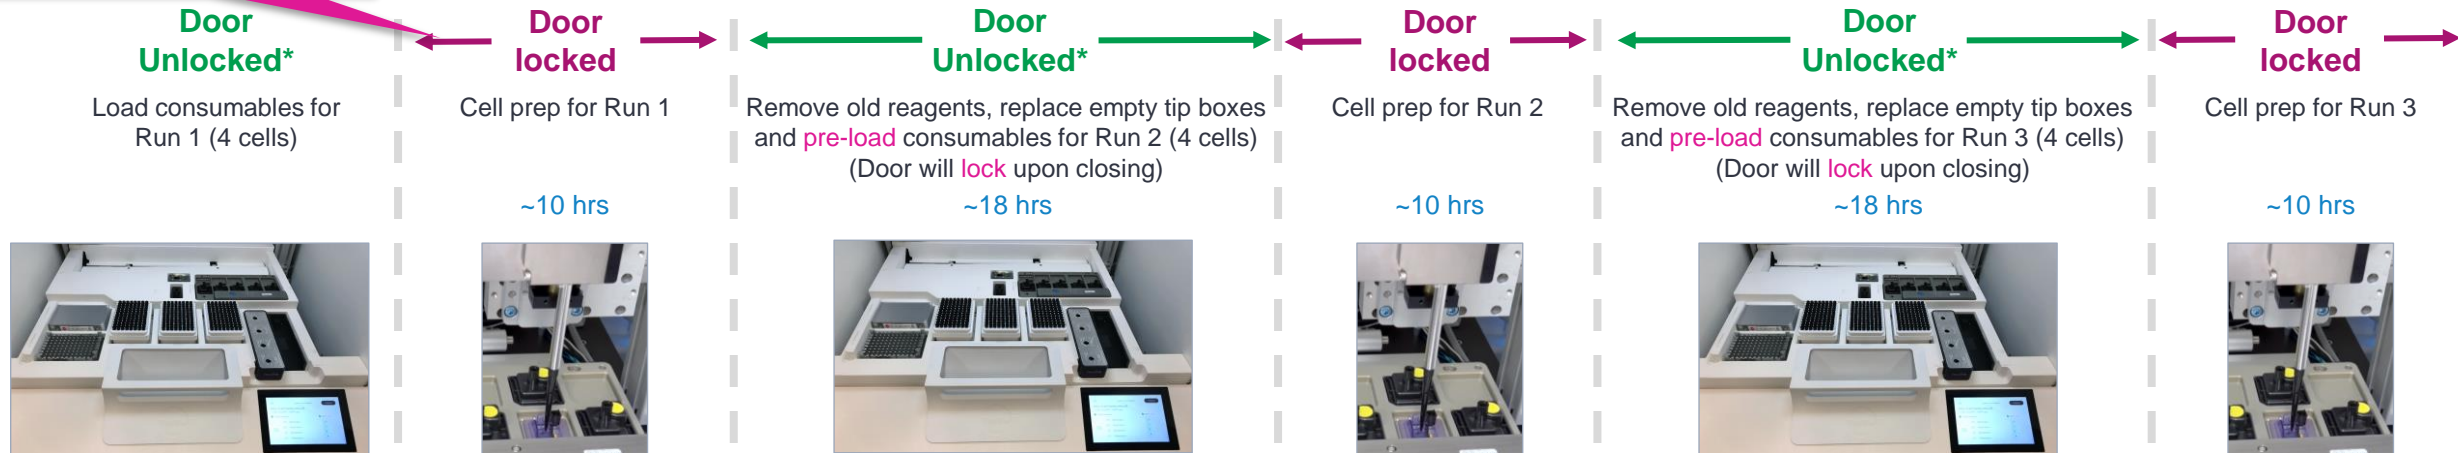 Door
Unlocked*
Load consumables for
Run 1 (4 cells)
Door
locked
Cell prep for Run 1
~10 hrs
Door
Unlocked*
Remove old reagents, replace empty tip boxes
and pre-load consumables for Run 2 (4 cells)
(Door will lock upon closing)
~18 hrs
Door
locked
Cell prep for Run 2
~10 hrs
Door
Unlocked*
Remove old reagents, replace empty tip boxes
and pre-load consumables for Run 3 (4 cells)
(Door will lock upon closing)
~18 hrs
Door
locked
Cell prep for Run 3
~10 hrs